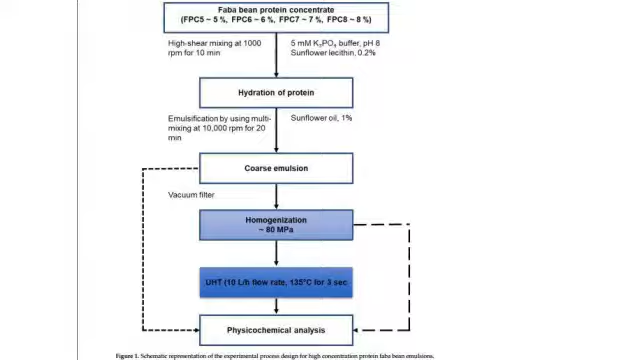 Faba bean protein concentrate
(FPC5 ~ 5 %, FPC6 ~ 6 %, FPC7 ~ 7 %, FPC8 ~ 8 %)
High-shear mixing at 1000
rpm for 10 min
5 mM K₃PO₄ buffer, pH 8
Sunflower lecithin, 0.2%
Hydration of protein
Emulsification by using multi-
mixing at 10,000 rpm for 20
min
Sunflower oil, 1%
Coarse emulsion
Vacuum filter
Homogenization
~ 80 MPa
UHT (10 L/h flow rate, 135°C for 3 sec
Physicochemical analysis
Figure 1. Schematic representation of the experimental process design for high concentration protein faba bean emulsions.